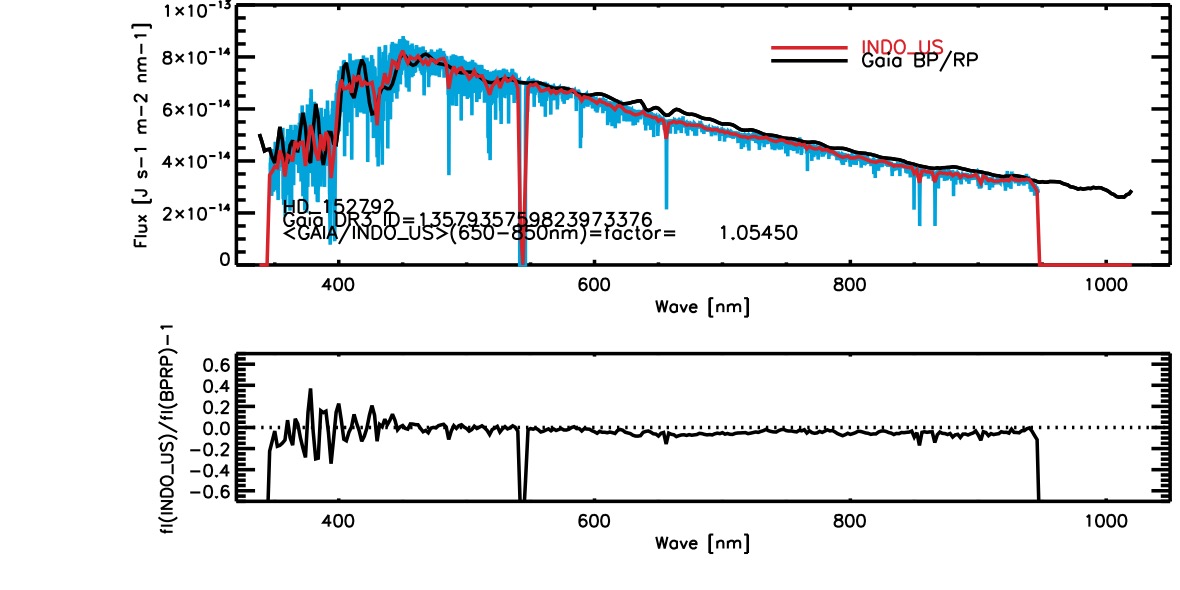 1×10⁻¹³
8×10⁻¹⁴
6×10⁻¹⁴
4×10⁻¹⁴
2×10⁻¹⁴
0
Flux [J s-1 m-2 nm-1]
INDO_US
Gaia BP/RP
HD_152792
Gaia DR3 ID=1357935759823973376
<GAIA/INDO_US>(650-850nm)=factor= 1.05450
400 600 800 1000
Wave [nm]
fl(INDO_US)/fl(BPRP)-1
0.6
0.4
0.2
0.0
-0.2
-0.4
-0.6
400 600 800 1000
Wave [nm]